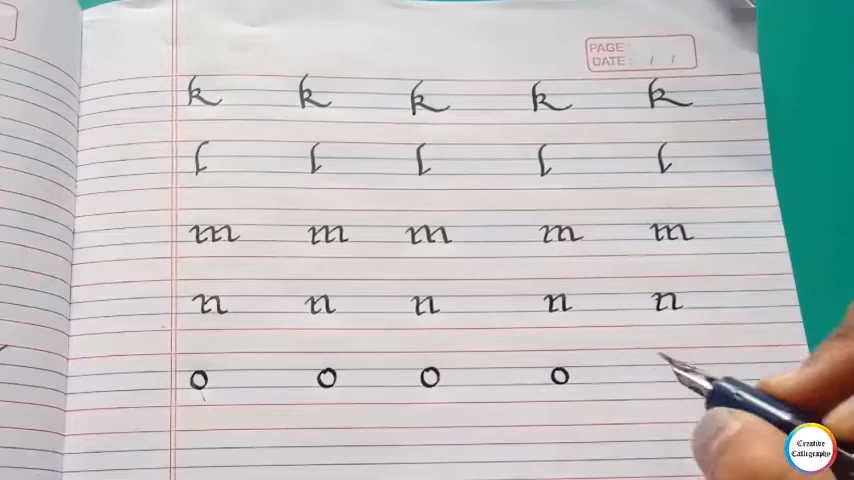 PAGE :
DATE : / /
k k k k k
l l l l l
m m m m m
n n n n n
o o o o
Creative
Calligraphy